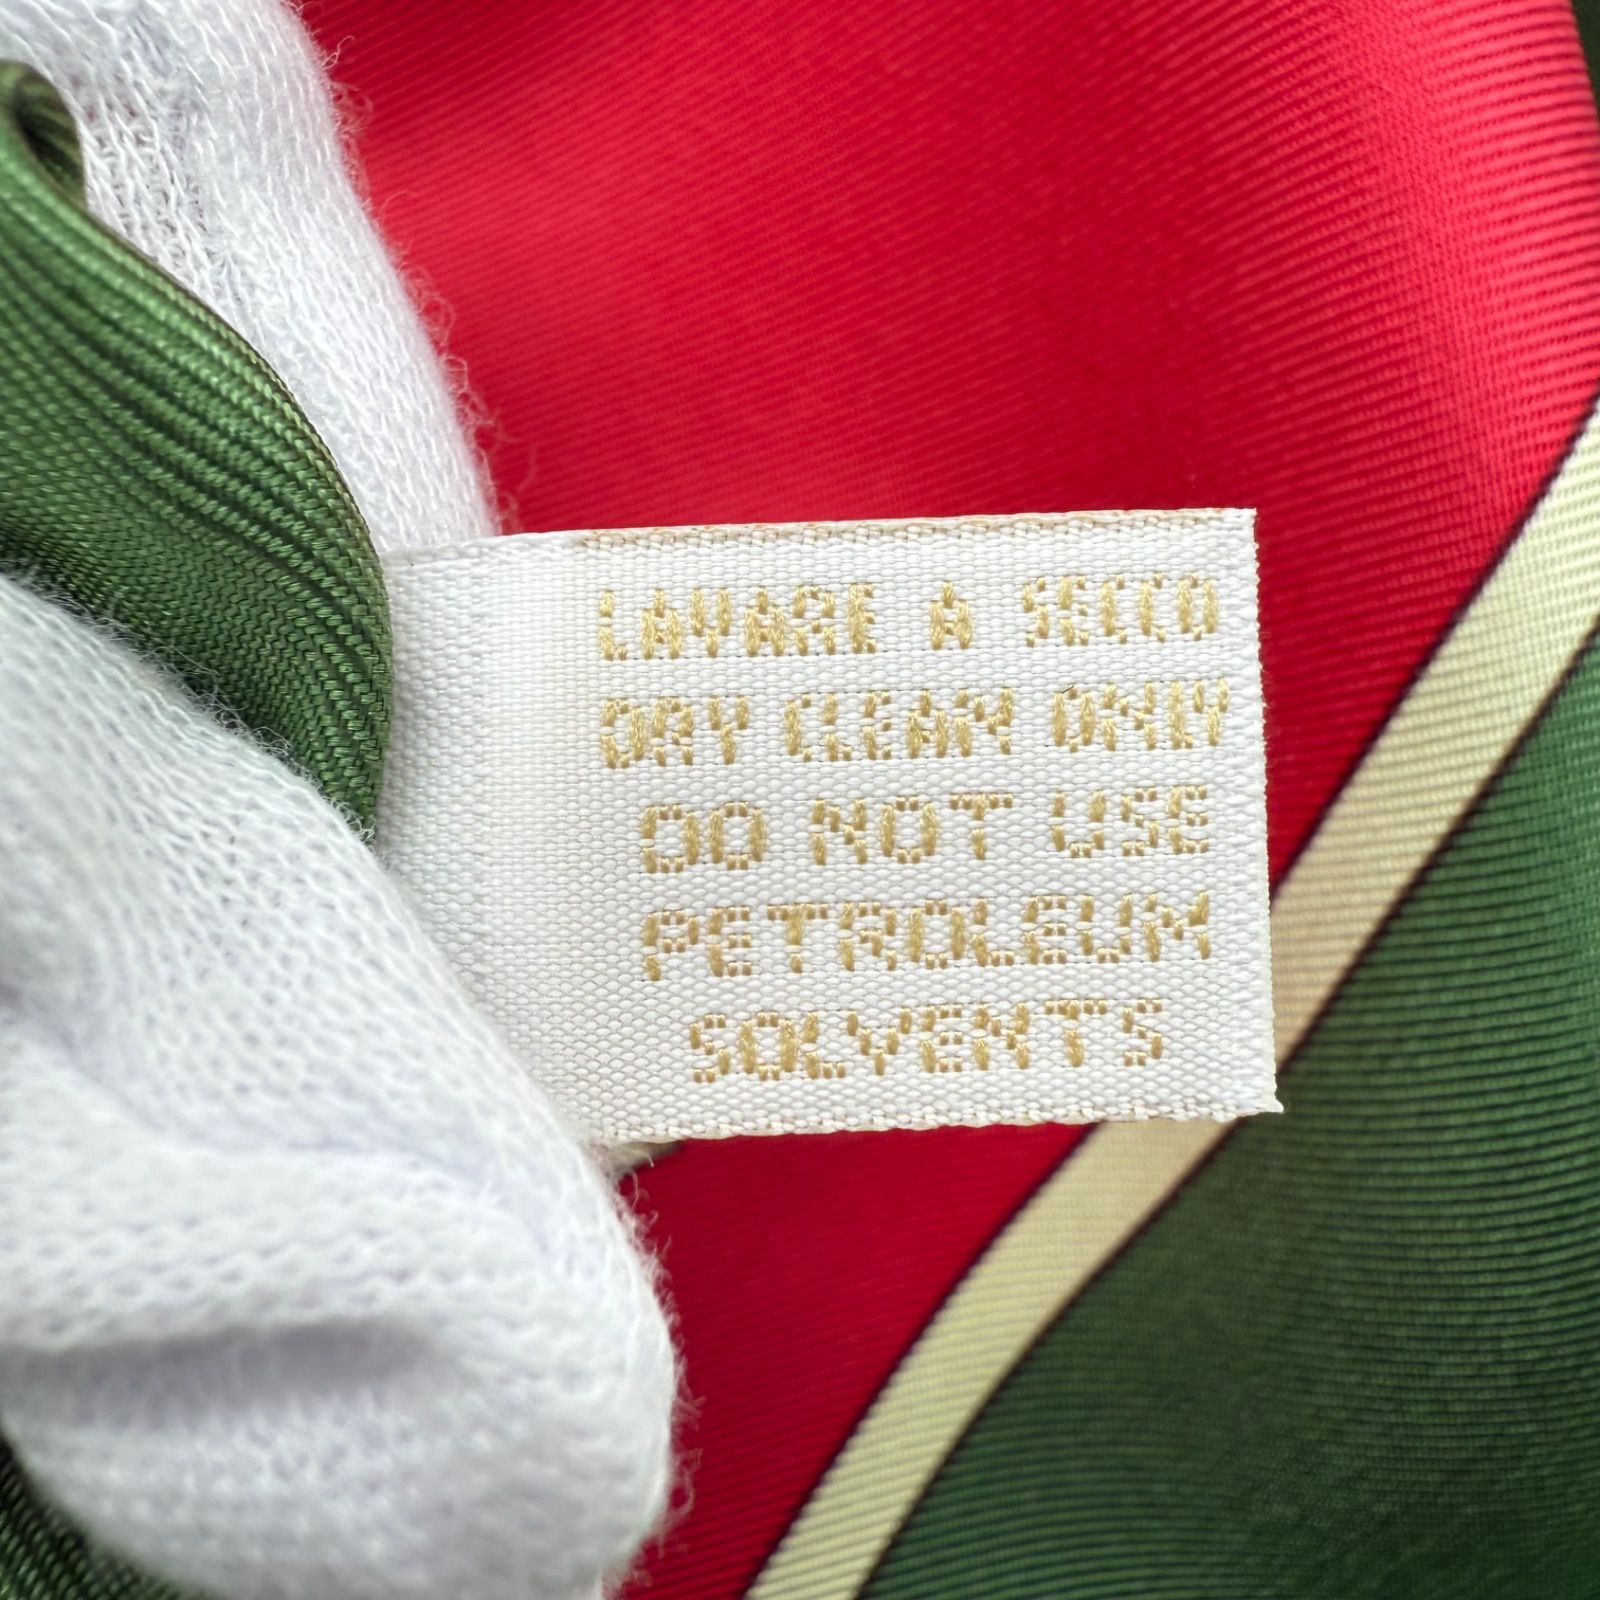 LAVARE A SECCO
DRY CLEAN ONLY
DO NOT USE
PETROLEUM
SOLVENTS